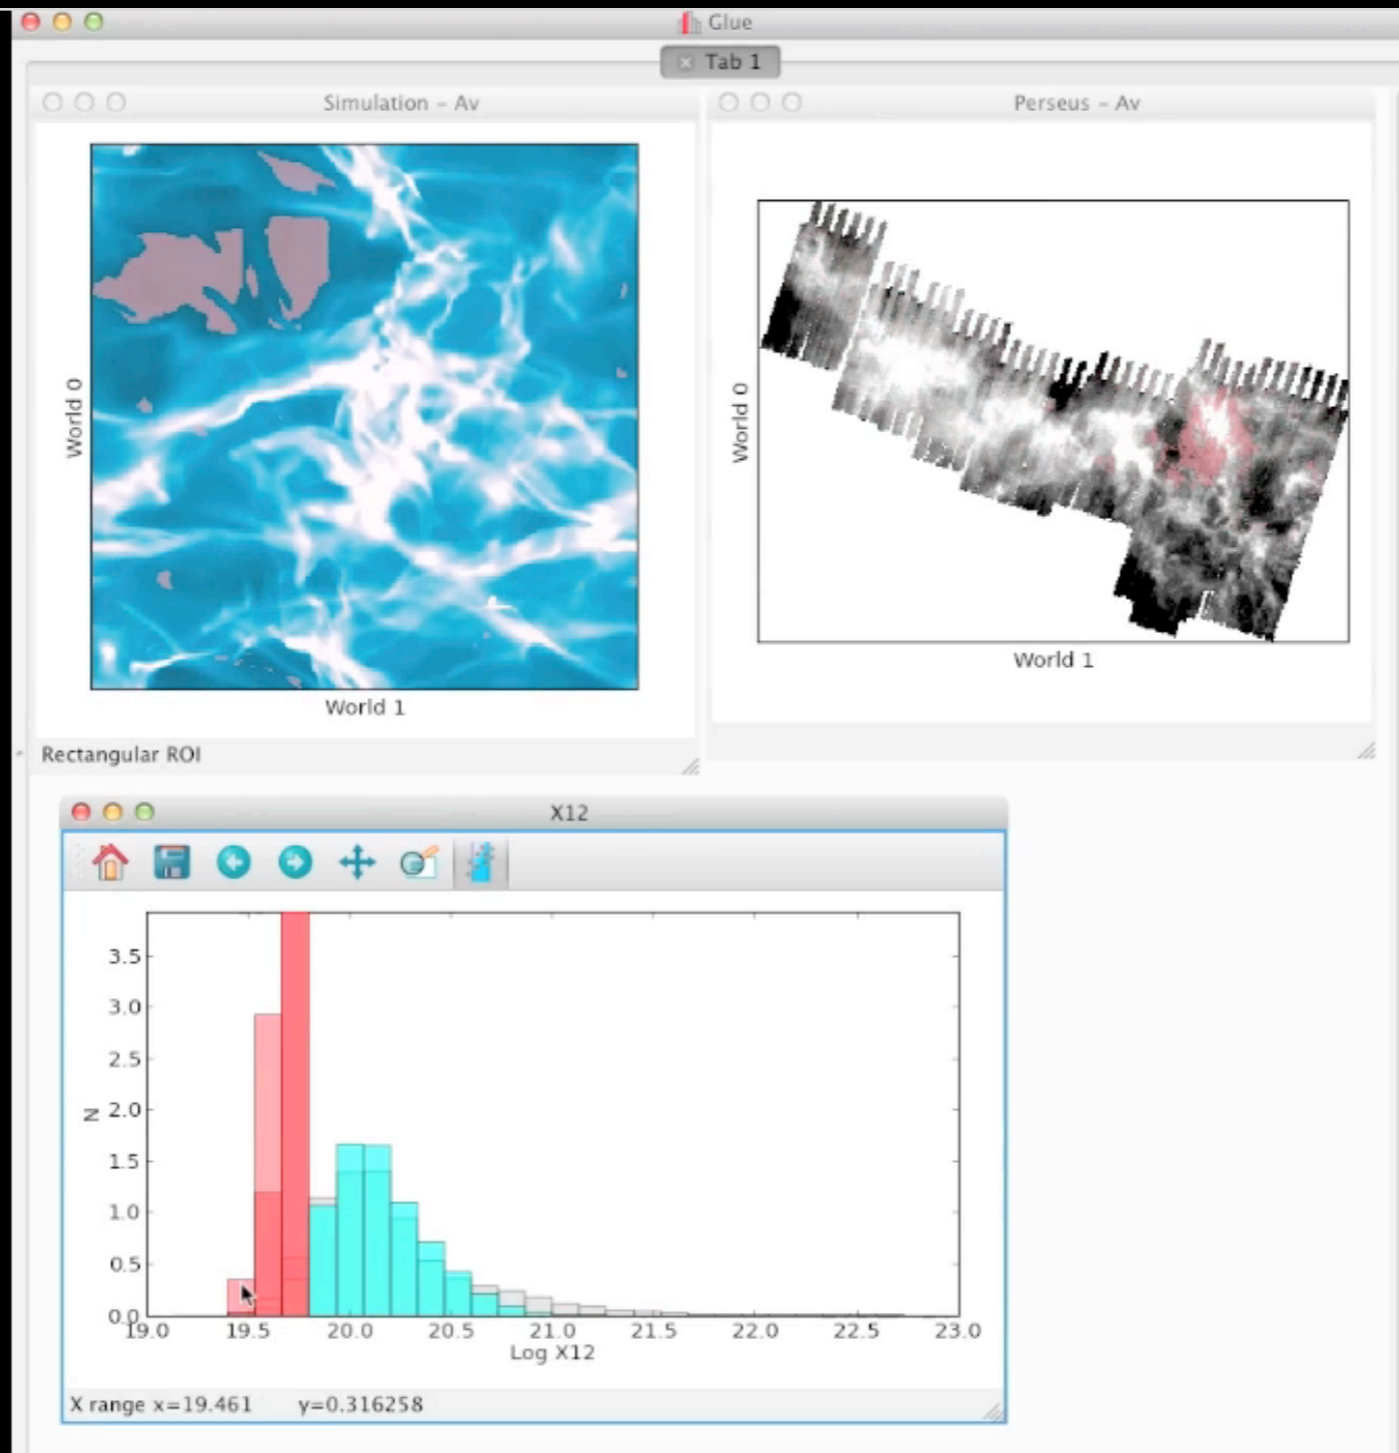 Glue
Tab 1
Simulation - Av
Perseus - Av
World 0
World 1
World 0
World 1
Rectangular ROI
X12
3.5
3.0
2.5
2.0
1.5
1.0
0.5
0.0
N
19.0 19.5 20.0 20.5 21.0 21.5 22.0 22.5 23.0
Log X12
X range x=19.461 y=0.316258